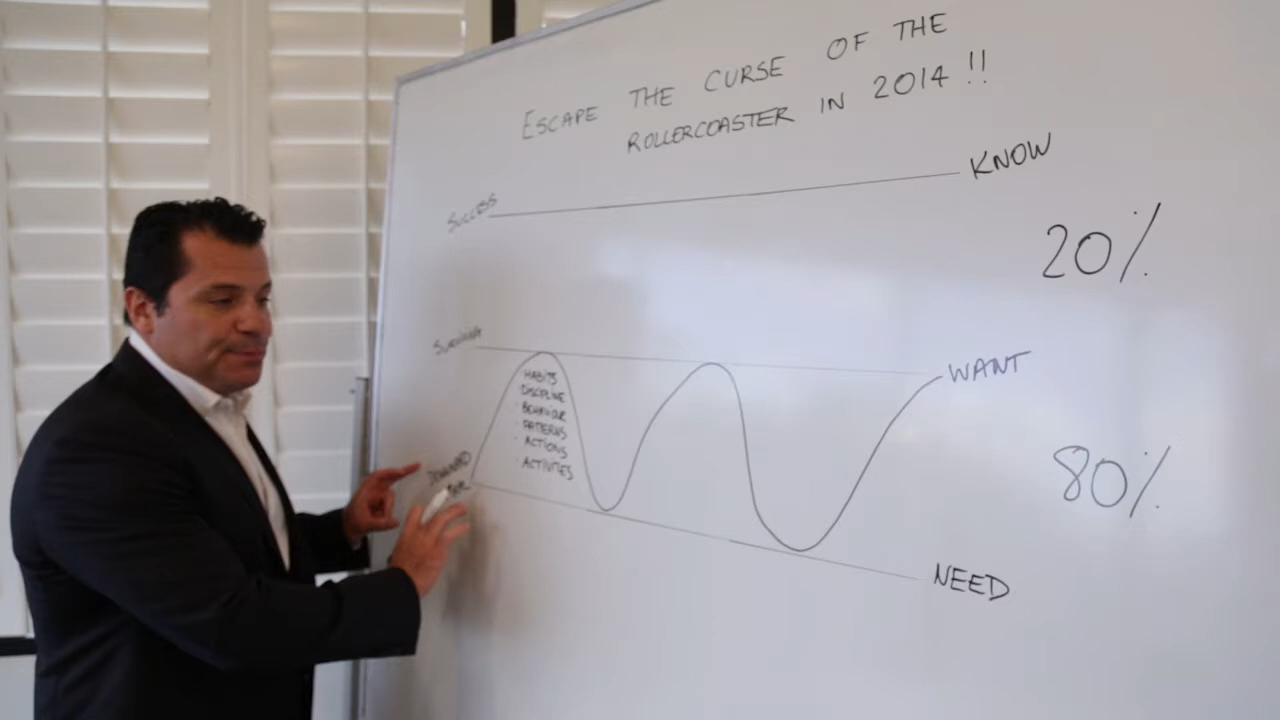 ESCAPE THE CURSE OF THE
ROLLERCOASTER IN 2014 !!
SUCCESS
KNOW
20%
SURVIVAL
WANT
HABITS
DISCIPLINE
· BEHAVIOUR
· PATTERNS
· ACTIONS
· ACTIVITIES
80%
NEED